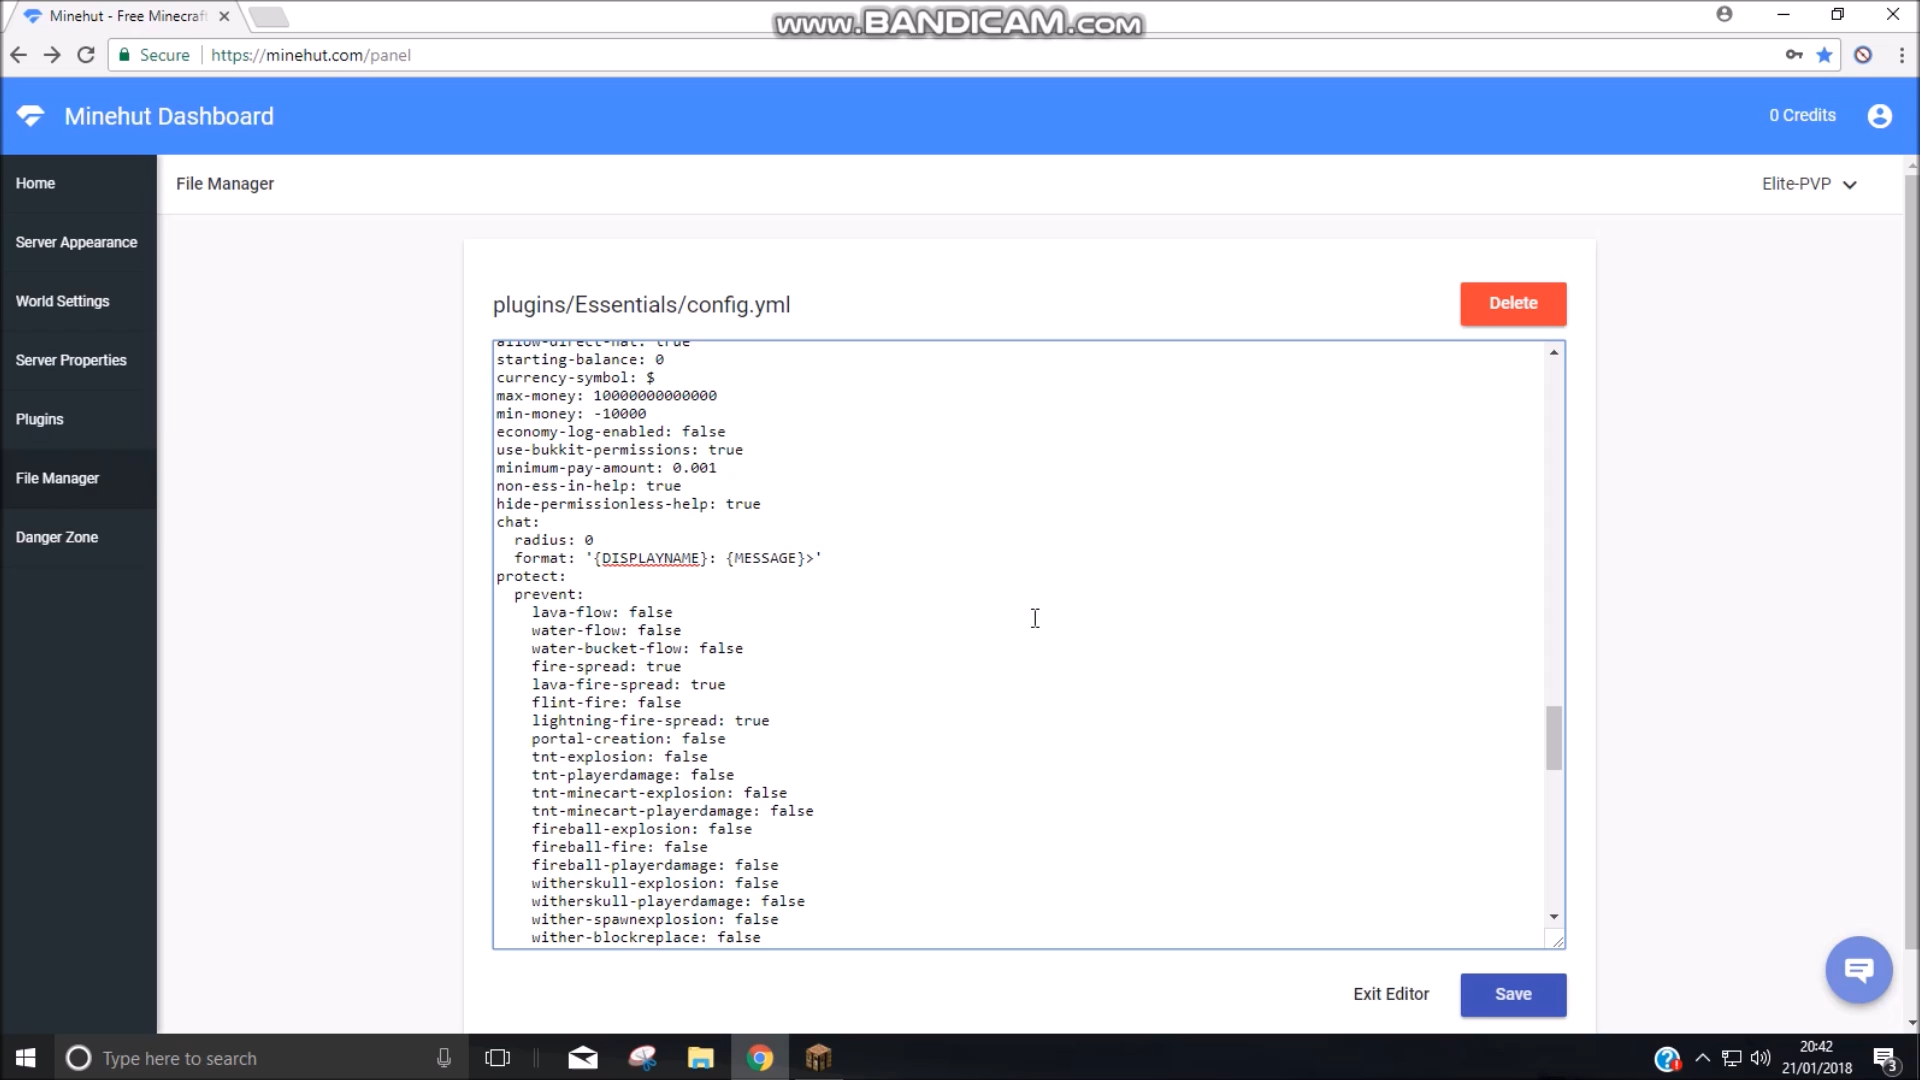 Minehut - Free Minecraft
www.BANDICAM.com
Secure
https://minehut.com/panel
Minehut Dashboard
0 Credits
Home
File Manager
Elite-PVP
Server Appearance
World Settings
Server Properties
Plugins
File Manager
Danger Zone
plugins/Essentials/config.yml
Delete
allow-direct-hat: true
starting-balance: 0
currency-symbol: $
max-money: 10000000000000
min-money: -10000
economy-log-enabled: false
use-bukkit-permissions: true
minimum-pay-amount: 0.001
non-ess-in-help: true
hide-permissionless-help: true
chat:
radius: 0
format: '{DISPLAYNAME}: {MESSAGE}>'
protect:
prevent:
lava-flow: false
water-flow: false
water-bucket-flow: false
fire-spread: true
lava-fire-spread: true
flint-fire: false
lightning-fire-spread: true
portal-creation: false
tnt-explosion: false
tnt-playerdamage: false
tnt-minecart-explosion: false
tnt-minecart-playerdamage: false
fireball-explosion: false
fireball-fire: false
fireball-playerdamage: false
witherskull-explosion: false
witherskull-playerdamage: false
wither-spawnexplosion: false
wither-blockreplace: false
Exit Editor
Save
Type here to search
20:42
21/01/2018
3